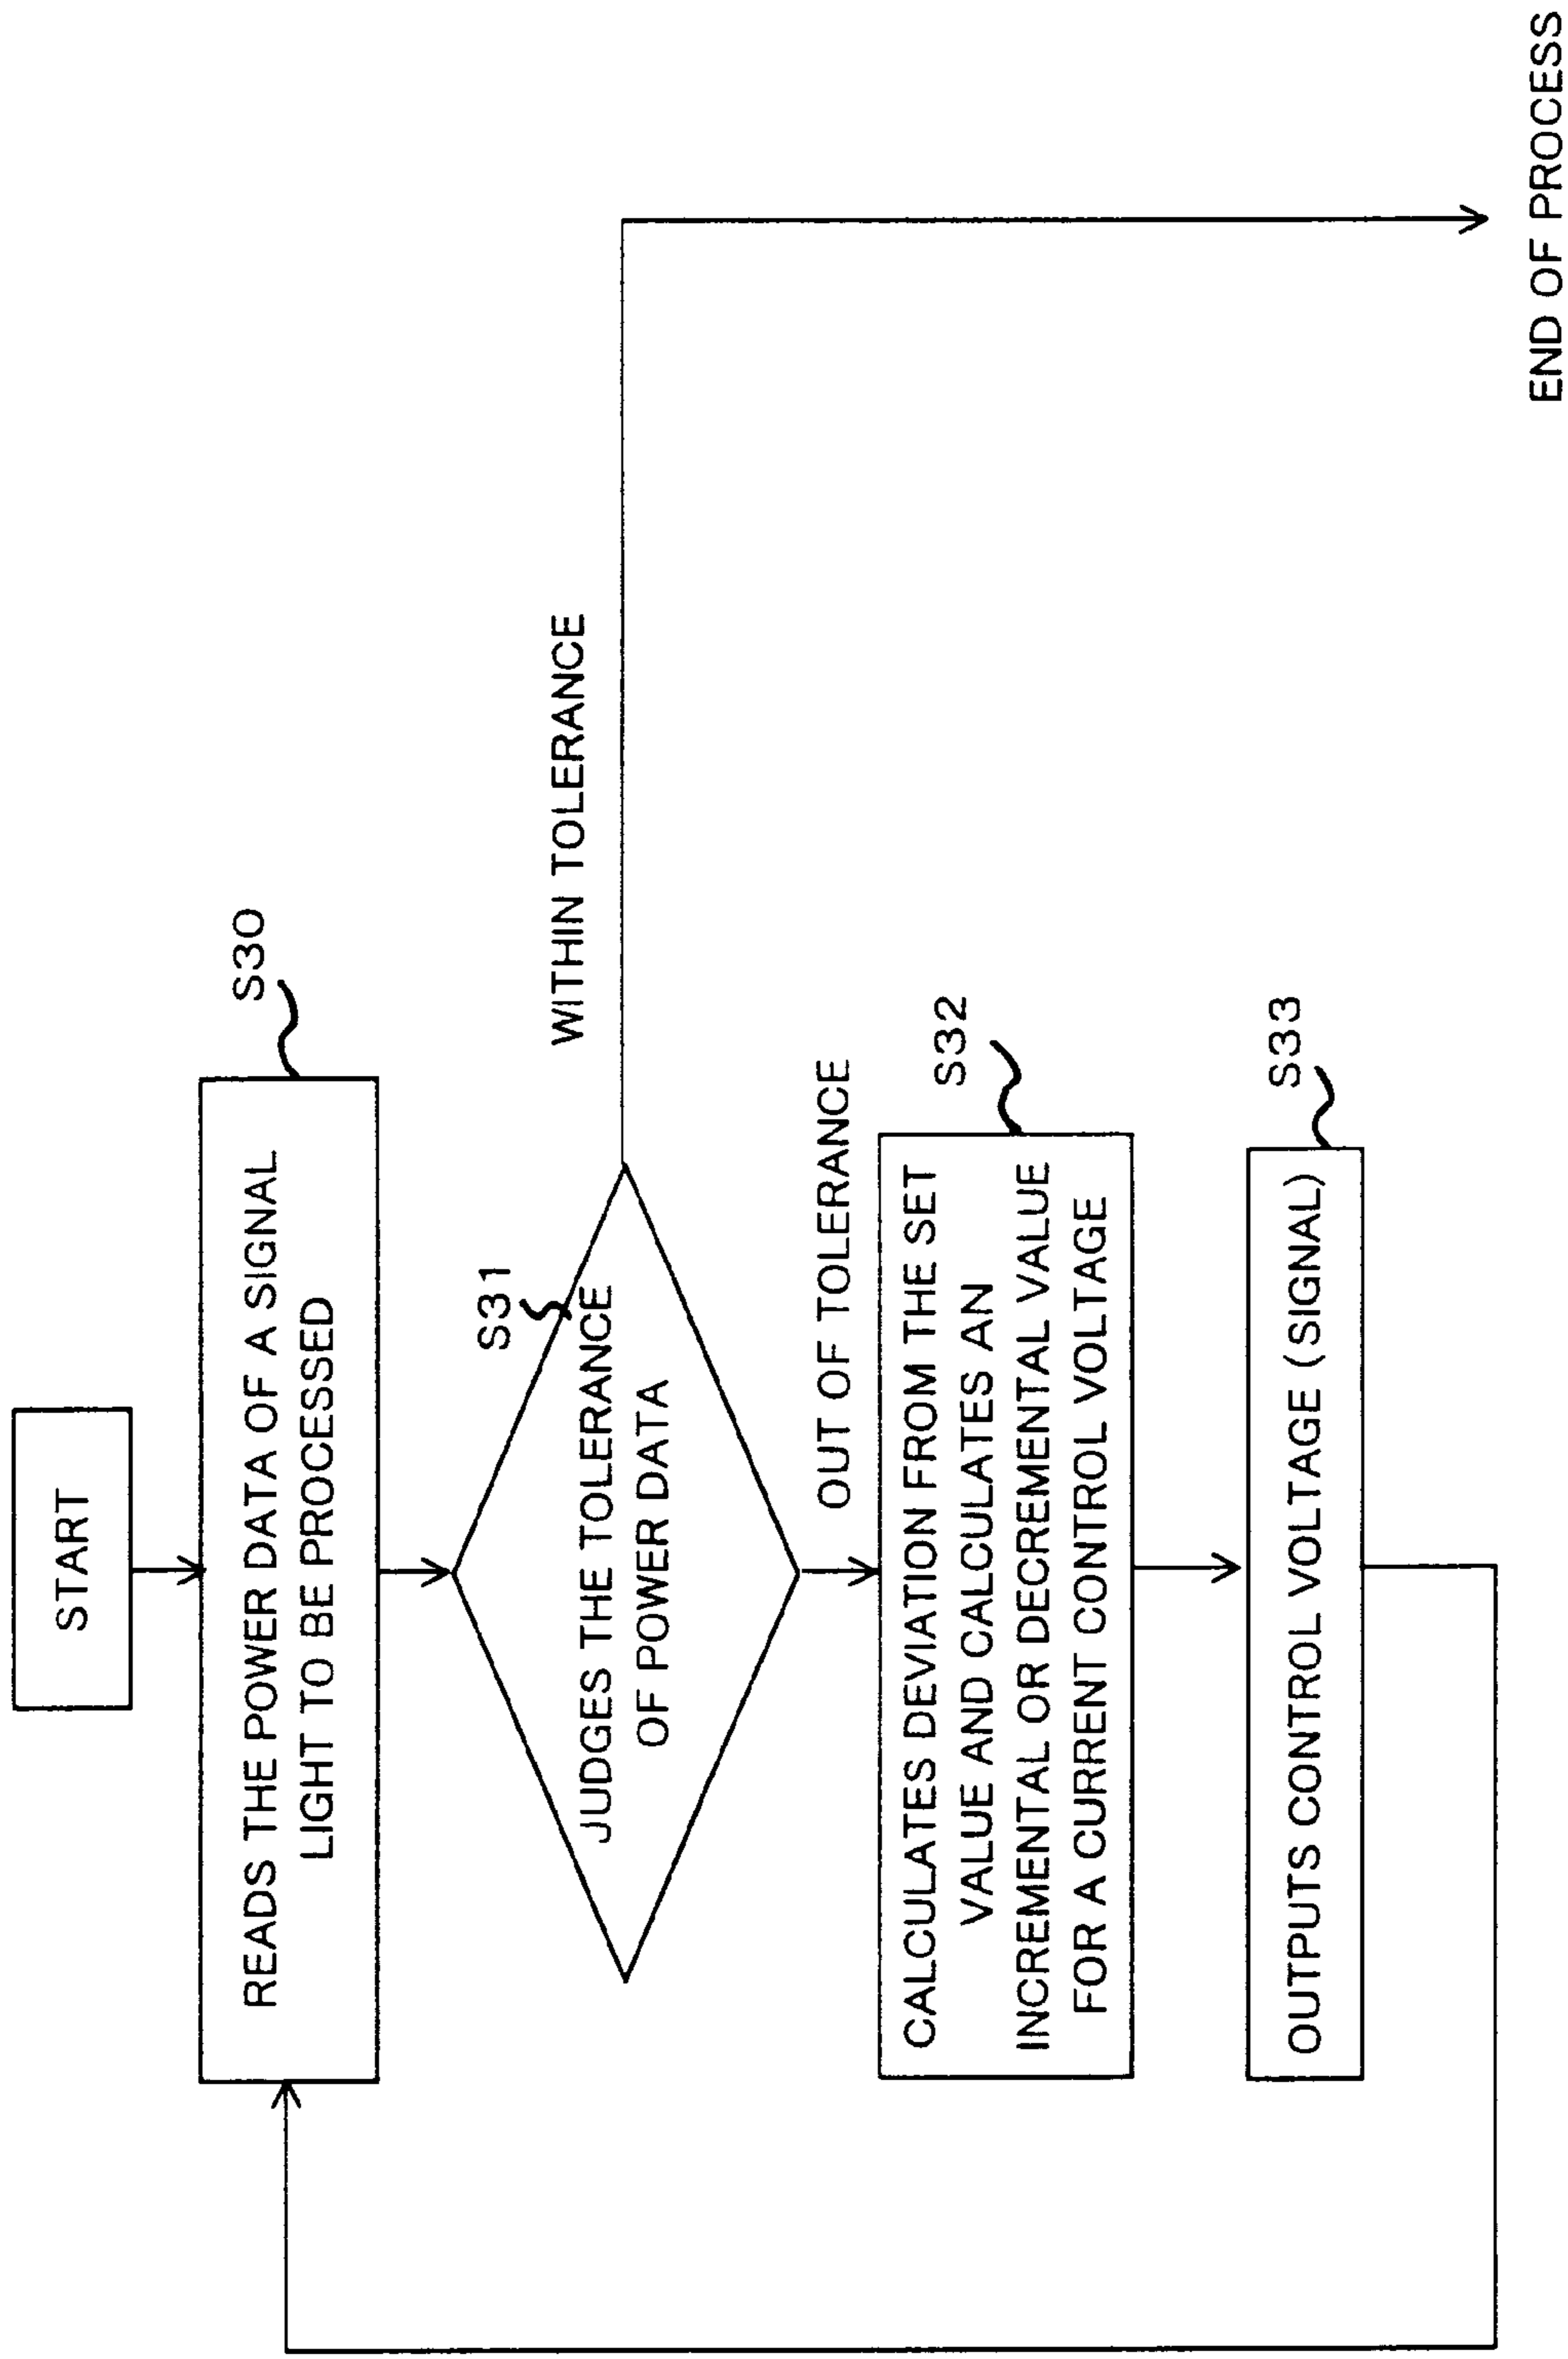 START
S30
READS THE POWER DATA OF A SIGNAL
LIGHT TO BE PROCESSED
S31
JUDGES THE TOLERANCE
OF POWER DATA
WITHIN TOLERANCE
OUT OF TOLERANCE
S32
CALCULATES DEVIATION FROM THE SET
VALUE AND CALCULATES AN
INCREMENTAL OR DECREMENTAL VALUE
FOR A CURRENT CONTROL VOLTAGE
S33
OUTPUTS CONTROL VOLTAGE (SIGNAL)
END OF PROCESS